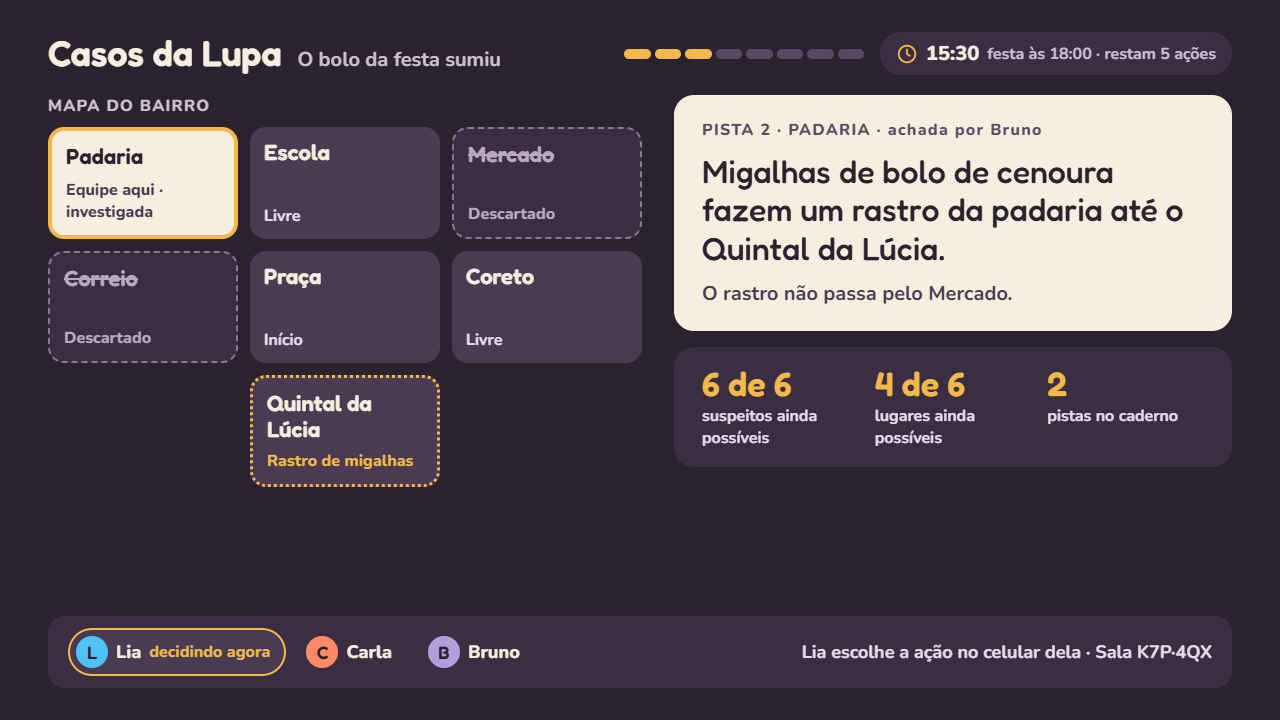 Casos da Lupa
O bolo da festa sumiu
15:30 festa às 18:00 · restam 5 ações
MAPA DO BAIRRO
Padaria
Equipe aqui ·
investigada
Escola
Livre
Mercado
Descartado
Correio
Descartado
Praça
Início
Coreto
Livre
Quintal da
Lúcia
Rastro de migalhas
PISTA 2 · PADARIA · achada por Bruno
Migalhas de bolo de cenoura
fazem um rastro da padaria até o
Quintal da Lúcia.
O rastro não passa pelo Mercado.
6 de 6
suspeitos ainda
possíveis
4 de 6
lugares ainda
possíveis
2
pistas no caderno
L Lia decidindo agora
C Carla
B Bruno
Lia escolhe a ação no celular dela · Sala K7P·4QX